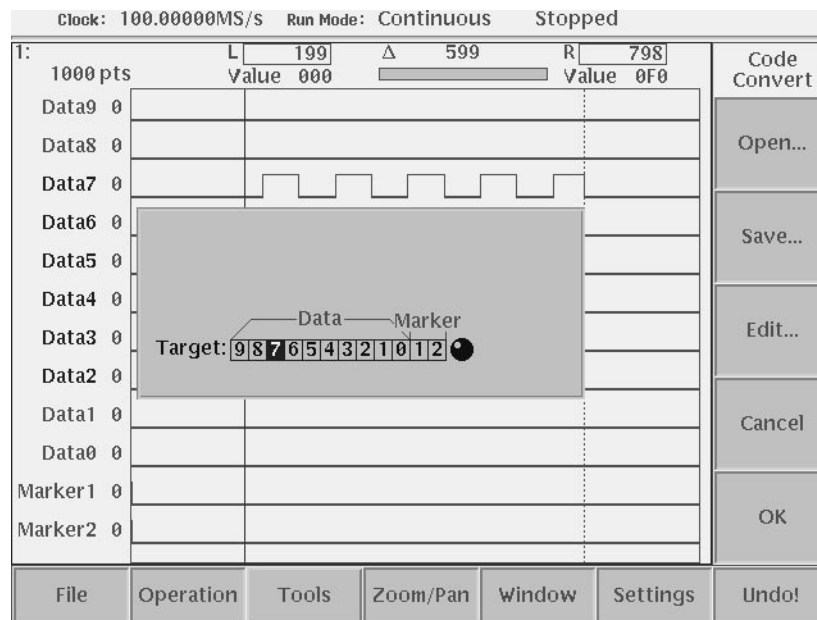 Clock: 100.00000MS/s Run Mode: Continuous Stopped
1: L 199 Δ 599 R 798 Code
1000 pts Value 000 Value 0F0 Convert
Data9 0
Data8 0 Open...
Data7 0
Data6 0
Save...
Data5 0
Data4 0
Data Marker
Data3 0 Edit...
Target: 9 8 7 6 5 4 3 2 1 0 1 2
Data2 0
Data1 0 Cancel
Data0 0
Marker1 0
OK
Marker2 0
File Operation Tools Zoom/Pan Window Settings Undo!